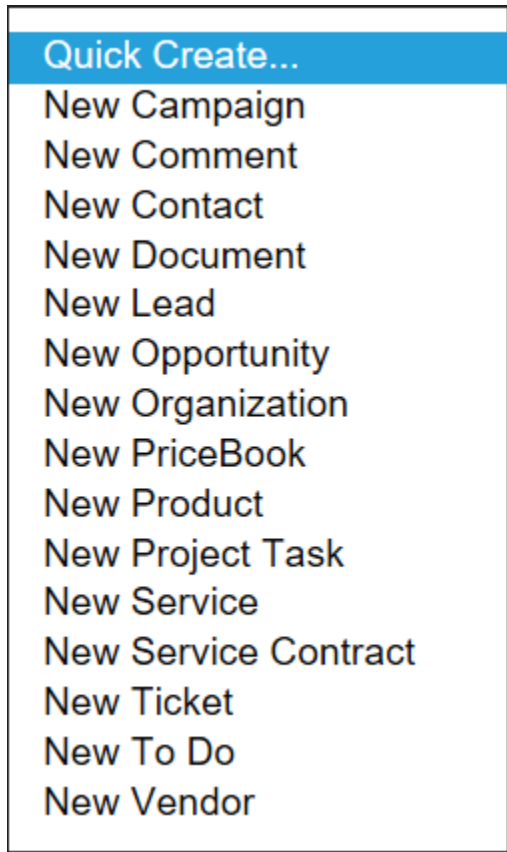 Quick Create...
New Campaign
New Comment
New Contact
New Document
New Lead
New Opportunity
New Organization
New PriceBook
New Product
New Project Task
New Service
New Service Contract
New Ticket
New To Do
New Vendor